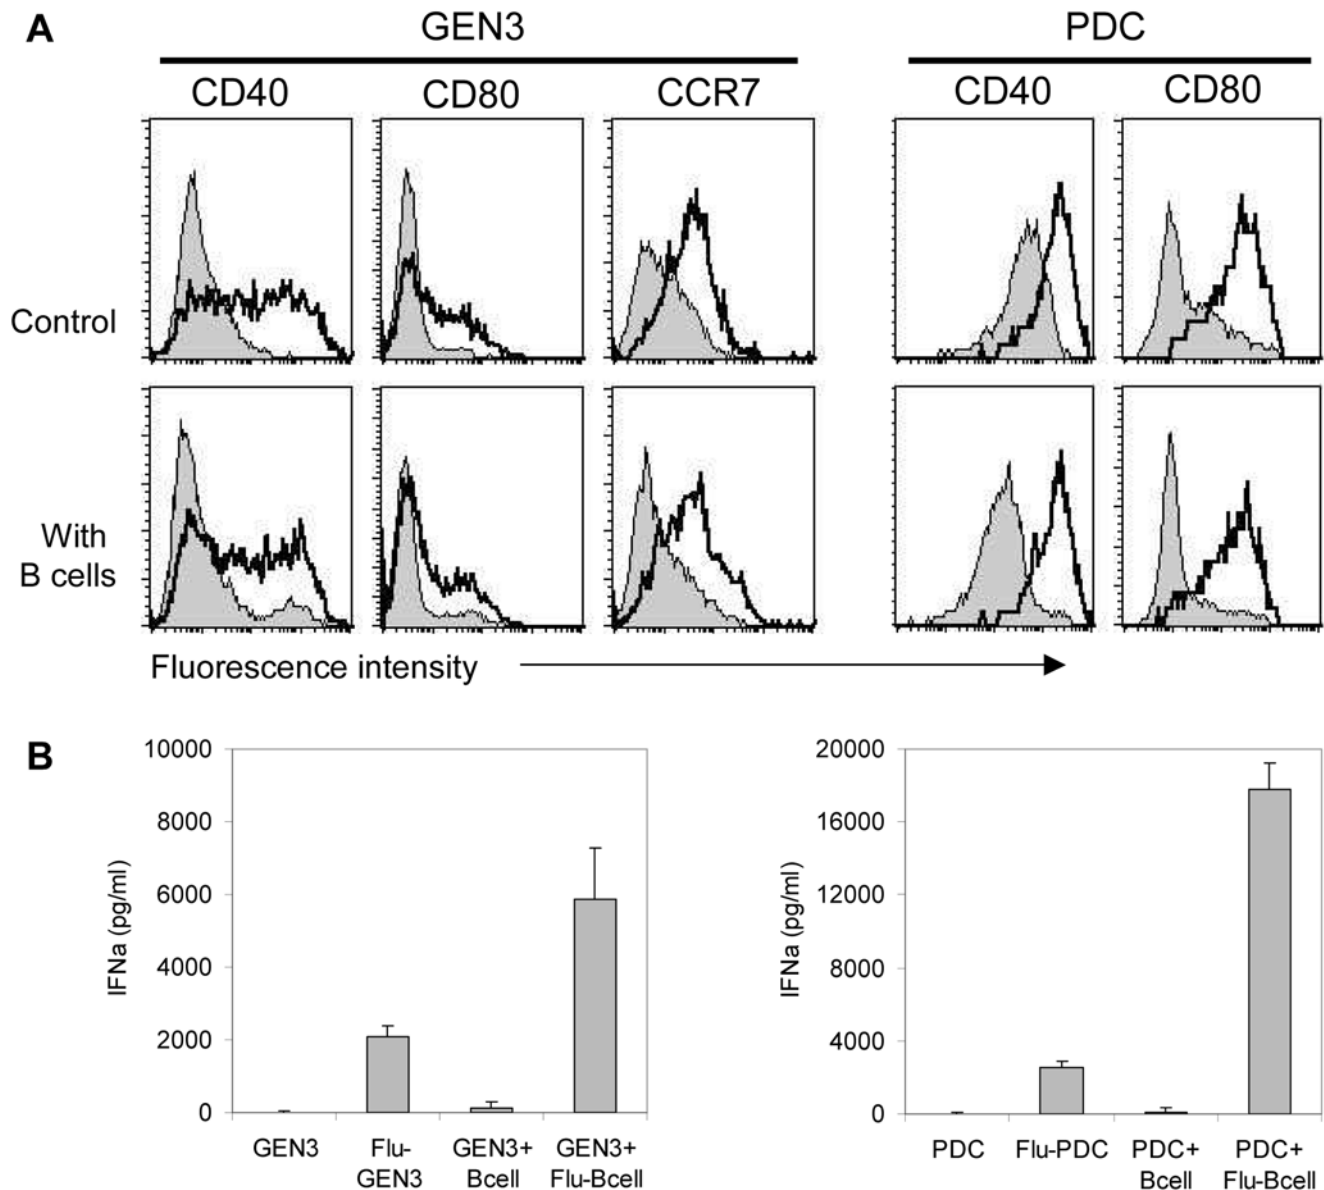 A
GEN3
PDC
CD40
CD80
CCR7
CD40
CD80
Control
With
B cells
Fluorescence intensity
B
10000
8000
6000
4000
2000
0
IFNa (pg/ml)
GEN3
Flu-
GEN3
GEN3+
Bcell
GEN3+
Flu-Bcell
20000
16000
12000
8000
4000
0
IFNa (pg/ml)
PDC
Flu-PDC
PDC+
Bcell
PDC+
Flu-Bcell